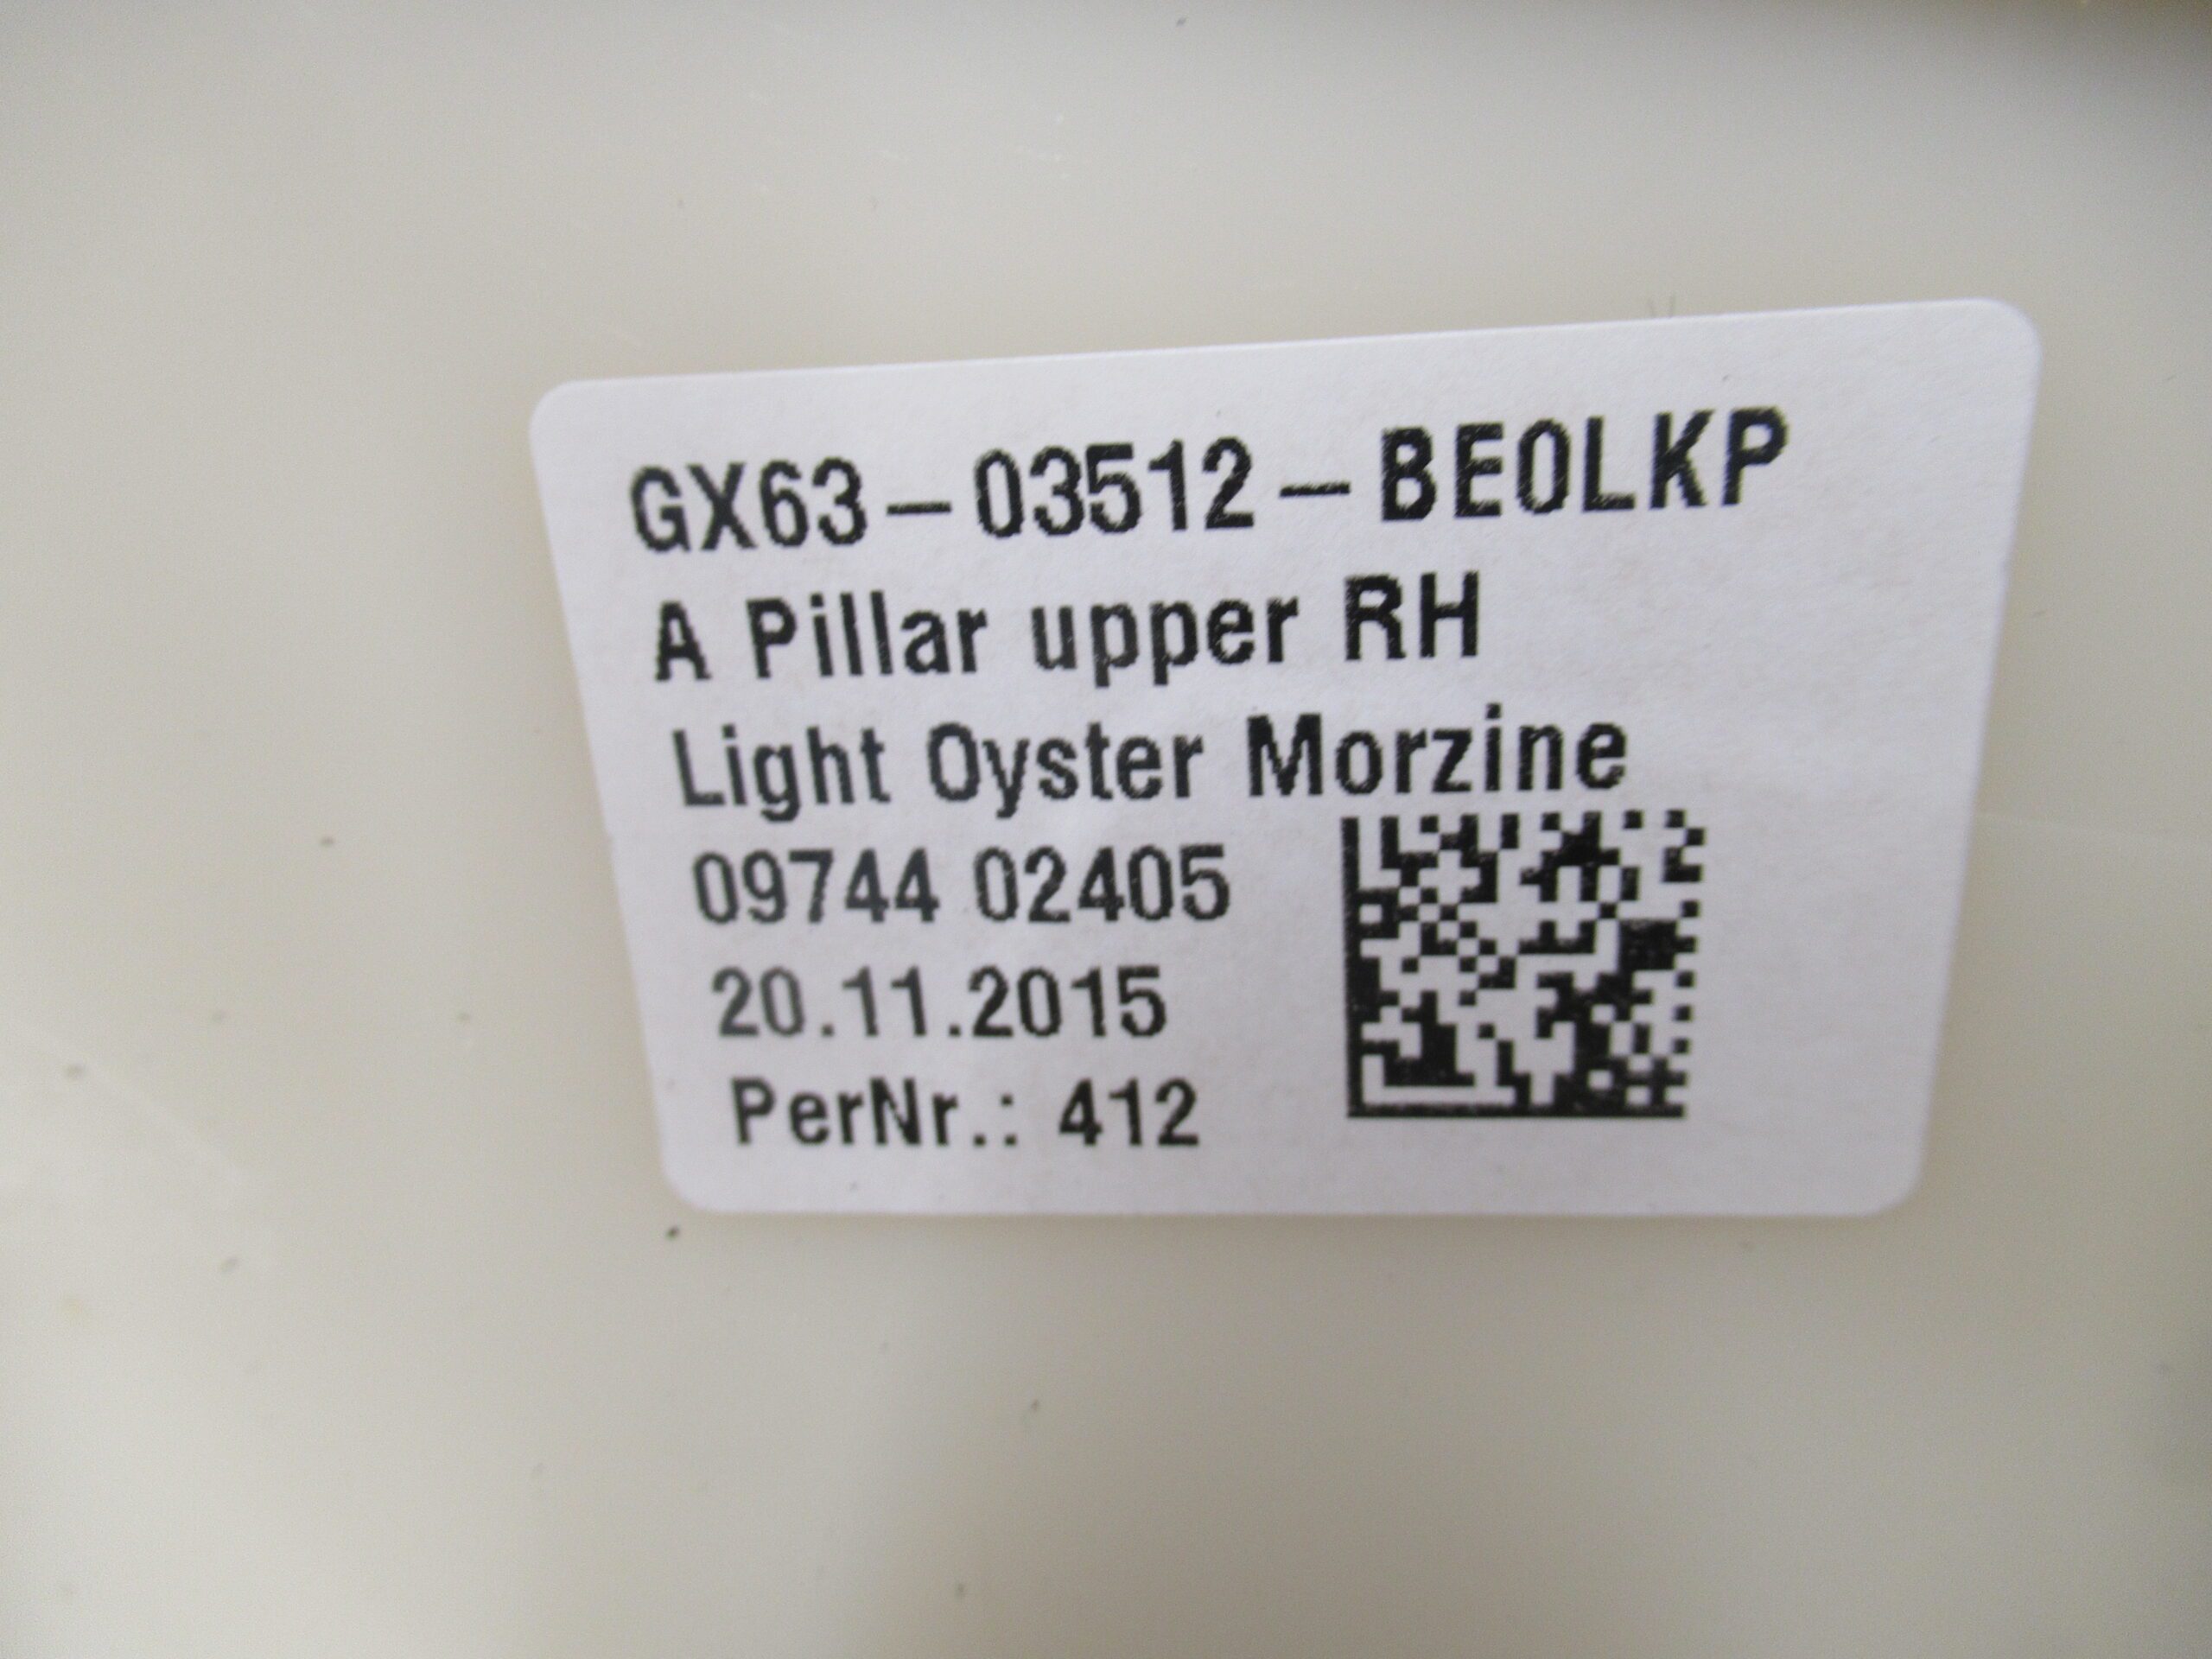 GX63-03512-BE0LKP
A Pillar upper RH
Light Oyster Morzine
09744 02405
20.11.2015
PerNr.: 412